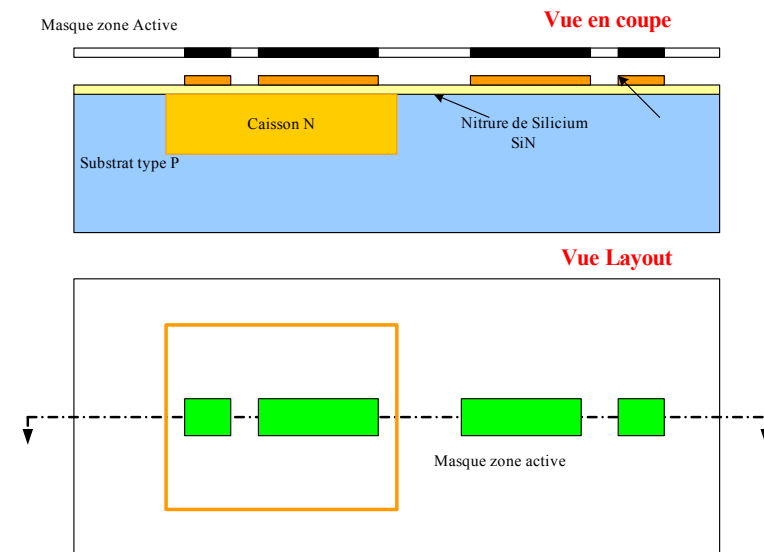 Masque zone Active
Vue en coupe
Caisson N
Nitrure de Silicium
SiN
Substrat type P
Vue Layout
Masque zone active